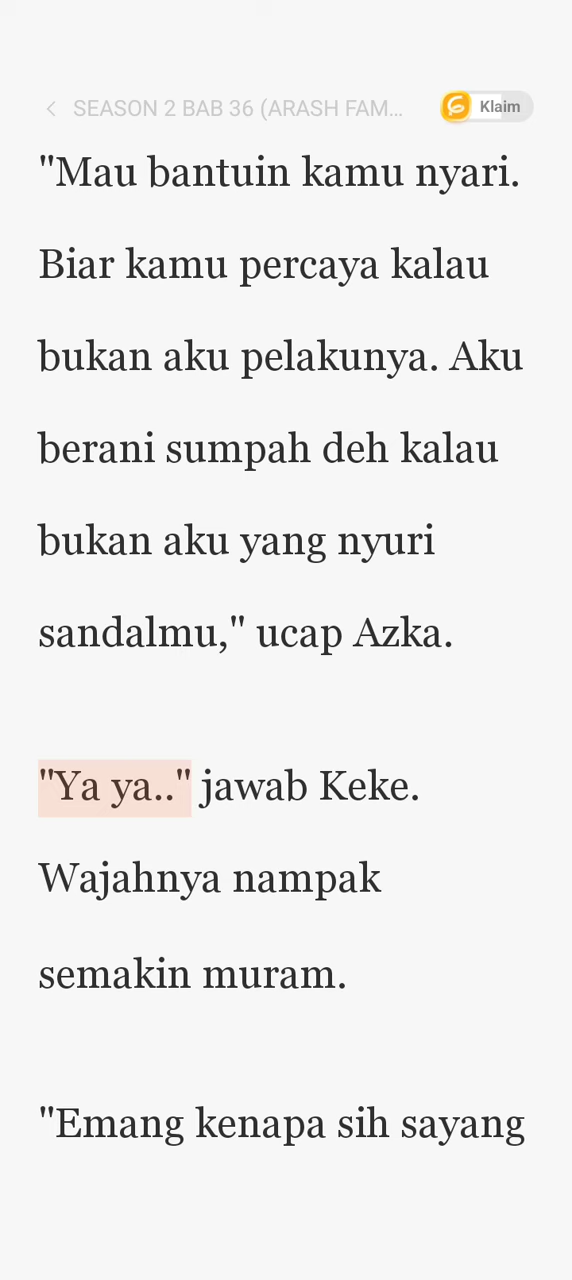 SEASON 2 BAB 36 (ARASH FAM...
Klaim
"Mau bantuin kamu nyari.
Biar kamu percaya kalau
bukan aku pelakunya. Aku
berani sumpah deh kalau
bukan aku yang nyuri
sandalmu," ucap Azka.
"Ya ya.." jawab Keke.
Wajahnya nampak
semakin muram.
"Emang kenapa sih sayang